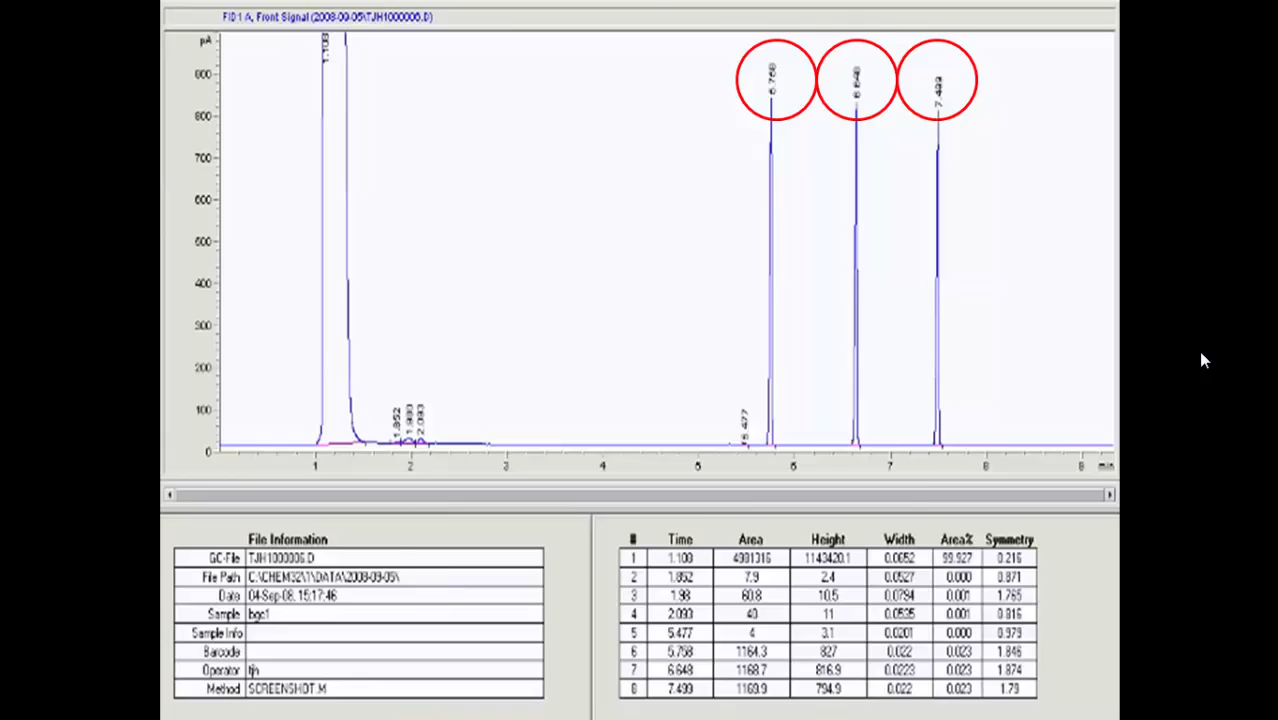 FID1 A, Front Signal (2008-09-05\TJH1000006.D)
pA
1.108
5.768
6.648
7.499
800
700
600
500
400
300
200
100
0
1.852
1.980
2.093
5.477
1 2 3 4 5 6 7 8 min
File Information
GC-File TJH1000006.D
File Path C:\CHEM32\1\DATA\2008-09-05\
Date 04-Sep-08, 15:17:46
Sample bgc1
Sample Info
Barcode
Operator tjh
Method SCREENSHOT.M
# Time Area Height Width Area% Symmetry
1 1.108 4991316 1143420.1 0.0652 99.927 0.216
2 1.852 7.9 2.4 0.0527 0.000 0.871
3 1.98 60.8 10.5 0.0794 0.001 1.765
4 2.093 40 11 0.0535 0.001 0.816
5 5.477 4 3.1 0.0201 0.000 0.979
6 5.768 1164.3 827 0.022 0.023 1.846
7 6.648 1168.7 816.9 0.0223 0.023 1.874
8 7.499 1169.9 794.9 0.022 0.023 1.79